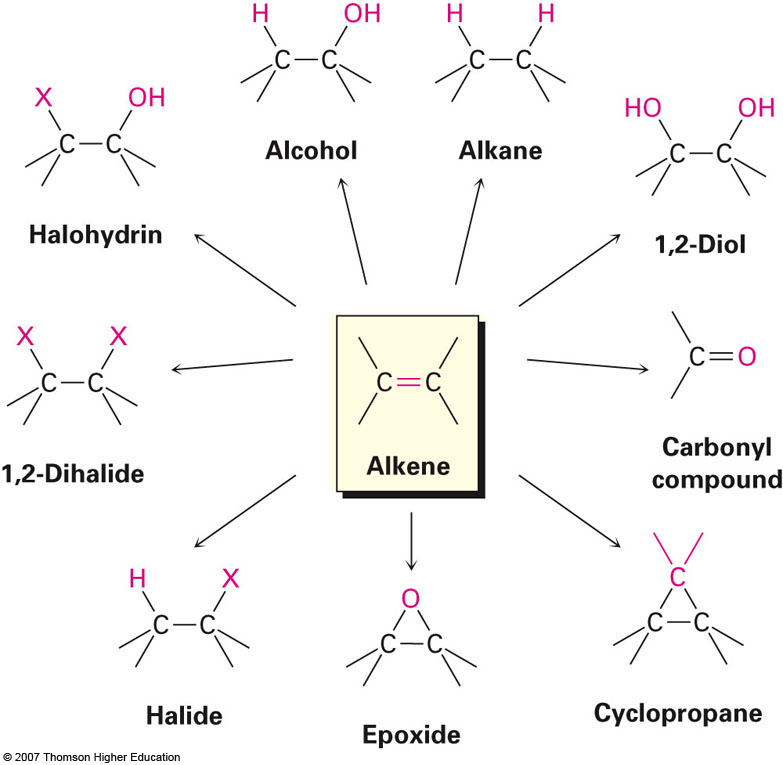 H OH
C C
Alcohol
H H
C C
Alkane
X OH
C C
Halohydrin
HO OH
C C
1,2-Diol
X X
C C
1,2-Dihalide
C C
Alkene
C O
Carbonyl
compound
H X
C C
Halide
O
C C
Epoxide
C
C C
Cyclopropane
© 2007 Thomson Higher Education